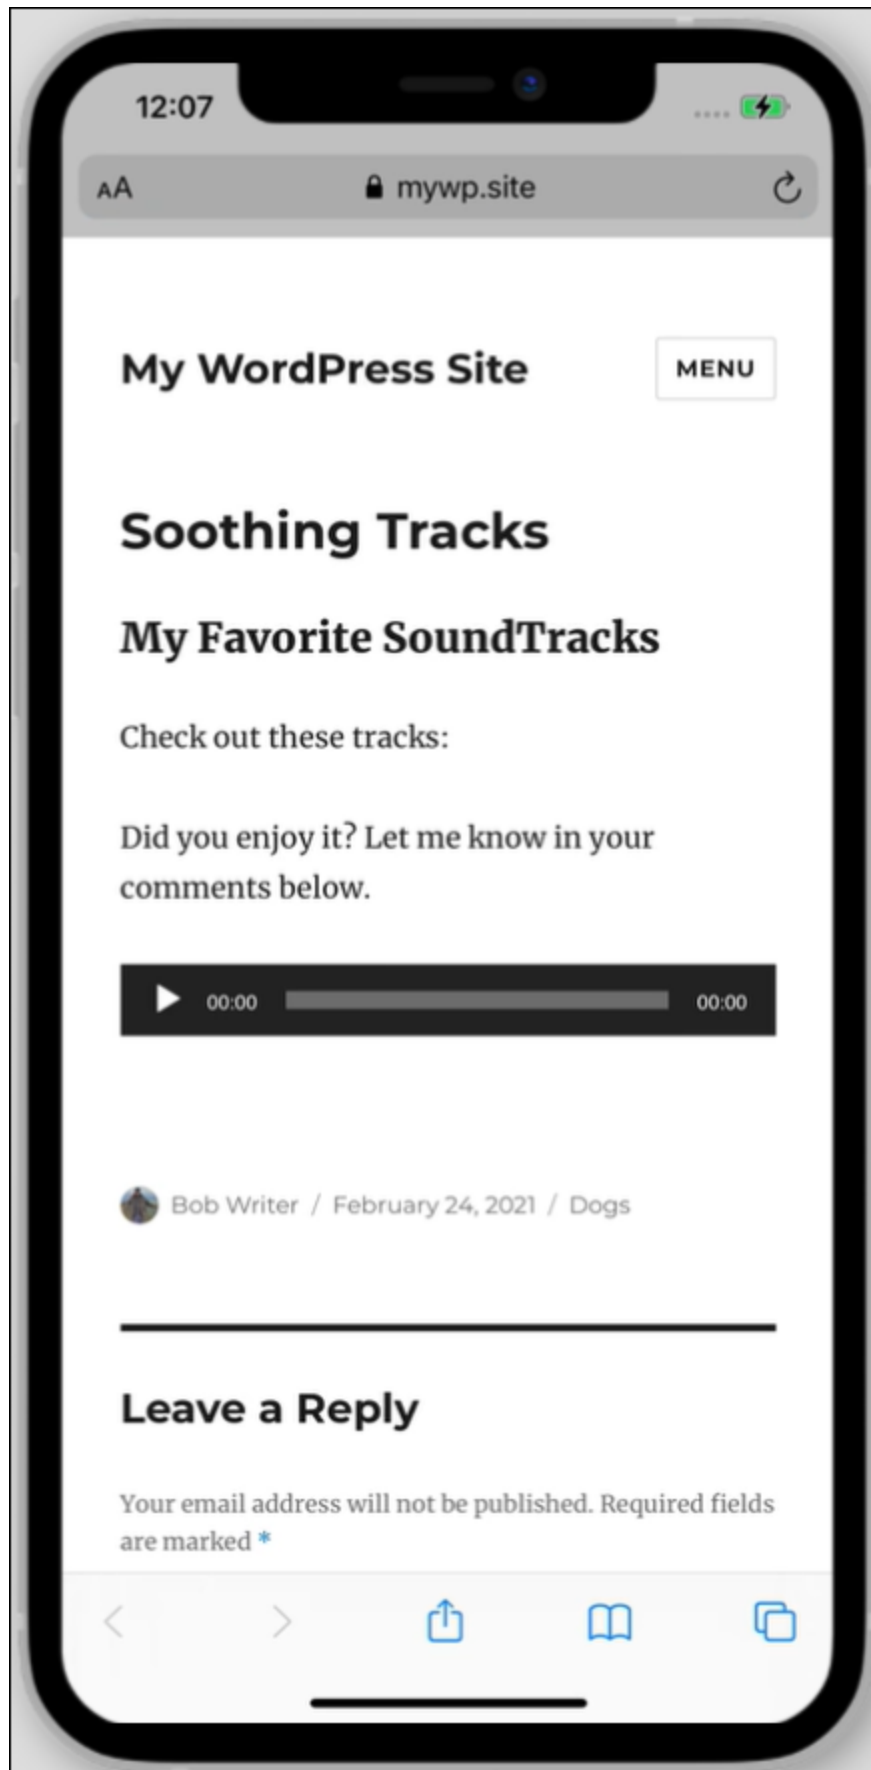 12:07
AA mywp.site
My WordPress Site MENU
Soothing Tracks
My Favorite SoundTracks
Check out these tracks:
Did you enjoy it? Let me know in your
comments below.
00:00 00:00
Bob Writer / February 24, 2021 / Dogs
Leave a Reply
Your email address will not be published. Required fields
are marked *